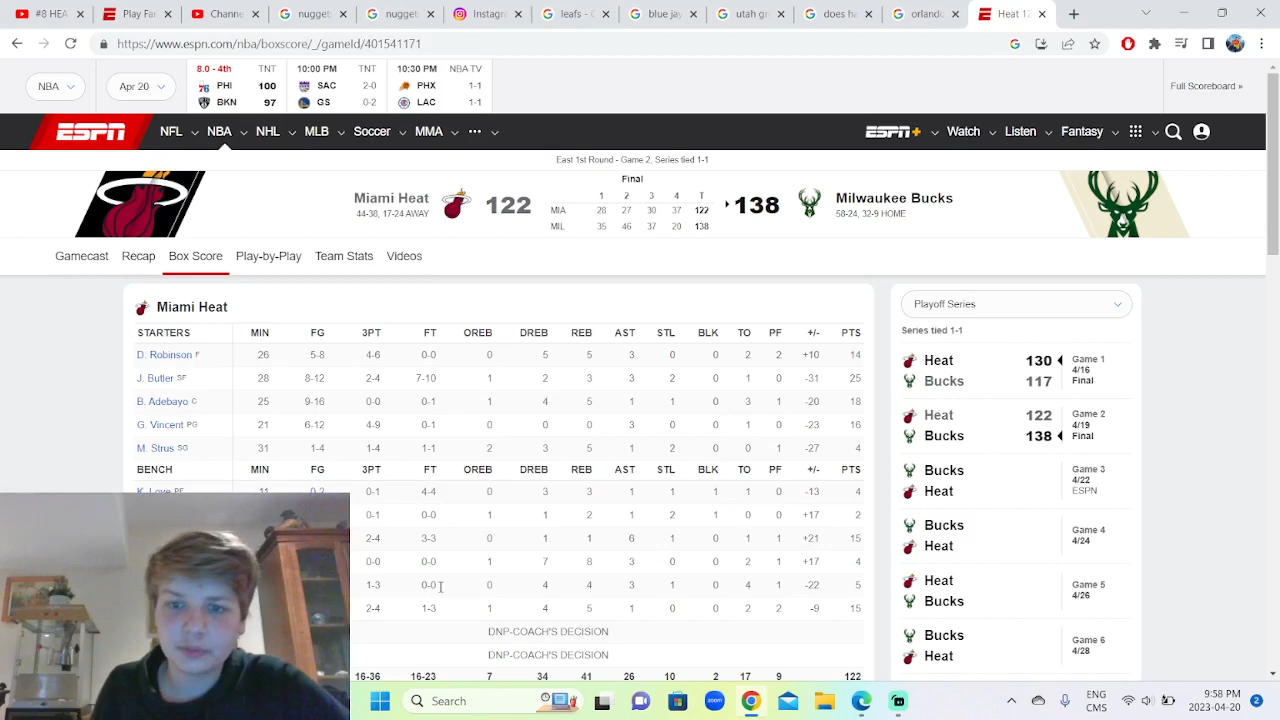 #8 HEA
#8 Heat
nugget
Instagra
leafs - G
blue jay
utah gr
does ha
orlando
Heat 12
https://www.espn.com/nba/boxscore/_/gameId/401541171
NBA
Apr 20
8.0 - 4th TNT
PHI 100
BKN 97
10:00 PM TNT
SAC 2-0
GS 0-2
10:30 PM NBA TV
PHX 1-1
LAC 1-1
Full Scoreboard »
ESPN NFL NBA NHL MLB Soccer MMA ESPN+ Watch Listen Fantasy
East 1st Round - Game 2, Series tied 1-1
Final
Miami Heat 122
44-38, 17-24 AWAY
1 2 3 4 T
MIA 28 27 30 37 122
MIL 35 46 37 20 138
138 Milwaukee Bucks
58-24, 32-9 HOME
Gamecast Recap Box Score Play-by-Play Team Stats Videos
Miami Heat
STARTERS MIN FG 3PT FT OREB DREB REB AST STL BLK TO PF +/- PTS
D. Robinson F 26 5-8 4-6 0-0 0 5 5 3 0 0 2 2 +10 14
J. Butler SF 28 8-12 2-4 7-10 1 2 3 3 2 0 1 0 -31 25
B. Adebayo C 25 9-16 0-0 0-1 1 4 5 1 1 0 3 1 -20 18
G. Vincent PG 21 6-12 4-9 0-1 0 0 0 3 0 0 1 0 -23 16
M. Strus SG 31 1-4 1-4 1-1 2 3 5 1 2 0 0 1 -27 4
BENCH MIN FG 3PT FT OREB DREB REB AST STL BLK TO PF +/- PTS
K. Love PF 11 0-2 0-1 4-4 0 3 3 1 1 1 1 0 -13 4
0-1 0-0 1 1 2 1 2 1 0 0 +17 2
2-4 3-3 0 1 1 6 1 0 1 1 +21 15
0-0 0-0 1 7 8 3 0 0 2 1 +17 4
1-3 0-0 0 4 4 3 1 0 4 1 -22 5
2-4 1-3 1 4 5 1 0 0 2 2 -9 15
DNP-COACH'S DECISION
DNP-COACH'S DECISION
16-36 16-23 7 34 41 26 10 2 17 9 122
Playoff Series
Series tied 1-1
Heat 130
Bucks 117
Game 1
4/16
Final
Heat 122
Bucks 138
Game 2
4/19
Final
Bucks
Heat
Game 3
4/22
ESPN
Bucks
Heat
Game 4
4/24
Heat
Bucks
Game 5
4/26
Bucks
Heat
Game 6
4/28
Search
zoom
ENG
CMS
9:58 PM
2023-04-20
2